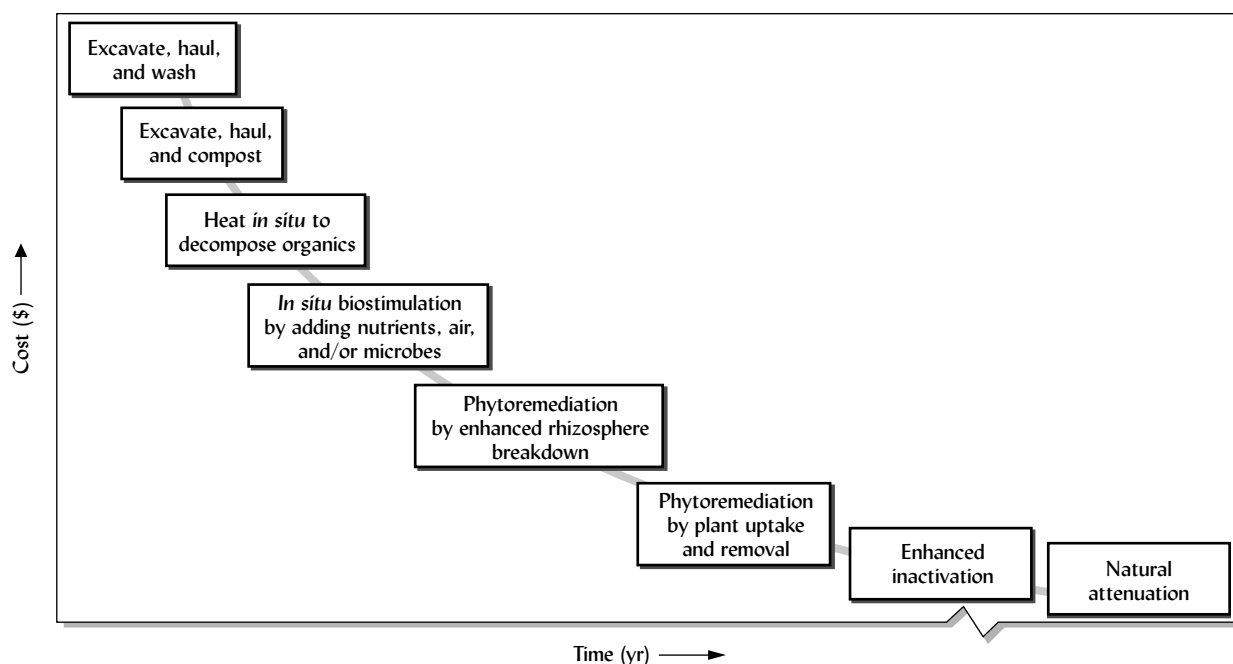 Excavate, haul,
and wash
Excavate, haul,
and compost
Heat in situ to
decompose organics
In situ biostimulation
by adding nutrients, air,
and/or microbes
Phytoremediation
by enhanced rhizosphere
breakdown
Phytoremediation
by plant uptake
and removal
Enhanced
inactivation
Natural
attenuation
Cost ($)
Time (yr)